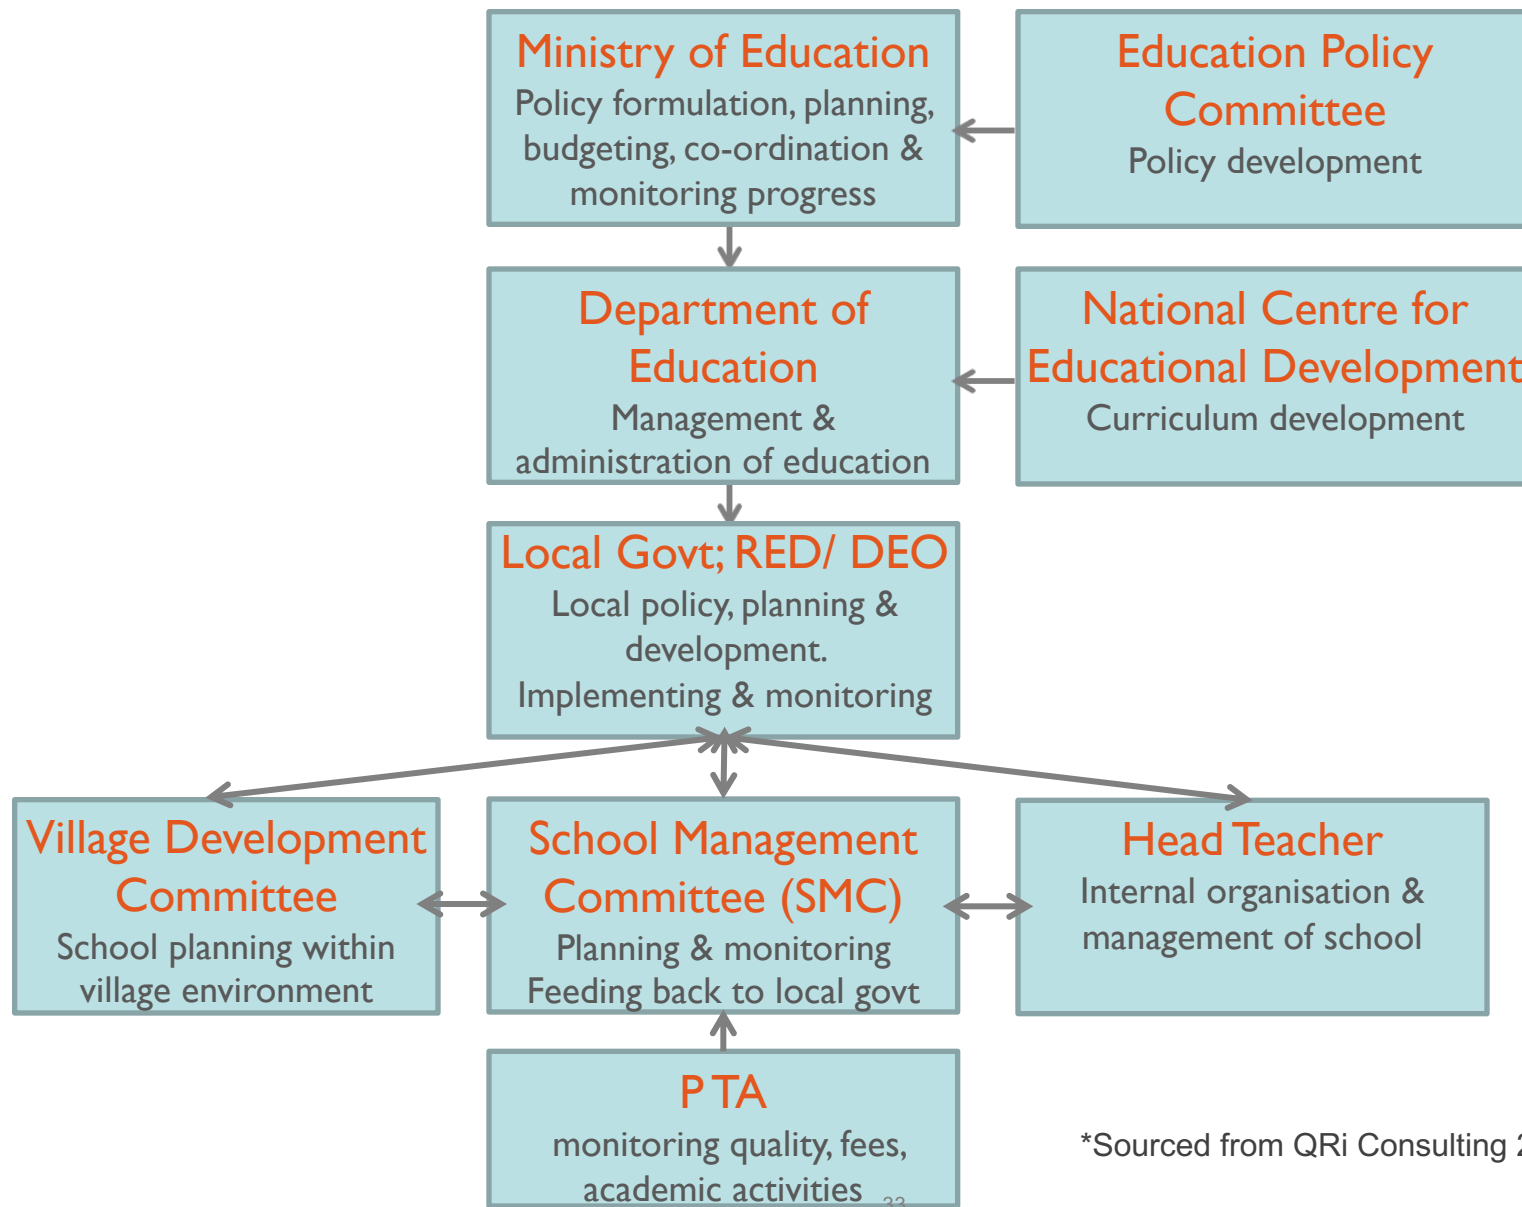 Ministry of Education
Policy formulation, planning,
budgeting, co-ordination &
monitoring progress
Education Policy
Committee
Policy development
Department of
Education
Management &
administration of education
National Centre for
Educational Development
Curriculum development
Local Govt; RED/ DEO
Local policy, planning &
development.
Implementing & monitoring
Village Development
Committee
School planning within
village environment
School Management
Committee (SMC)
Planning & monitoring
Feeding back to local govt
Head Teacher
Internal organisation &
management of school
PTA
monitoring quality, fees,
academic activities
*Sourced from QRi Consulting
33